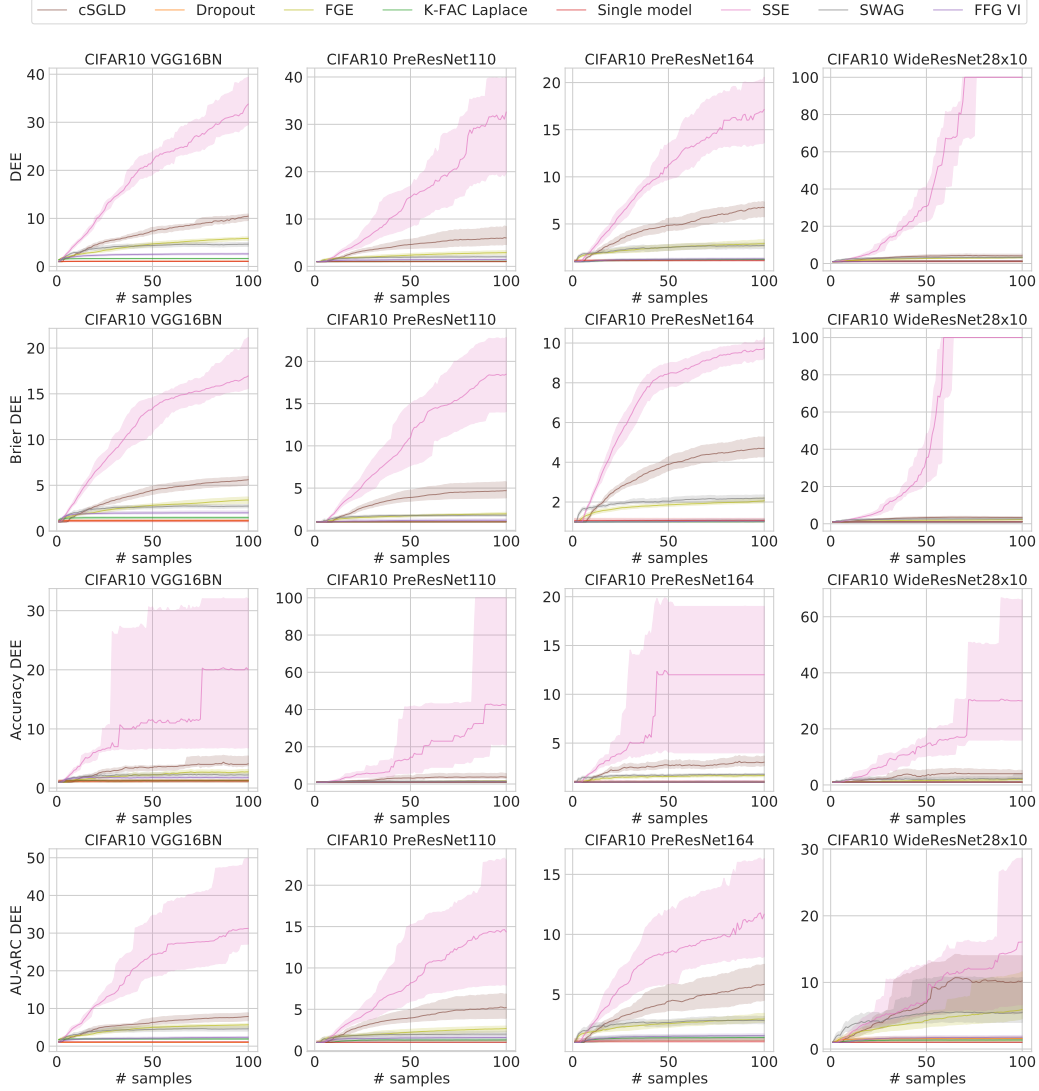 cSGLD Dropout FGE K-FAC Laplace Single model SSE SWAG FFG VI
CIFAR10 VGG16BN CIFAR10 PreResNet110 CIFAR10 PreResNet164 CIFAR10 WideResNet28x10
DEE
40 30 20 10 0
40 30 20 10 0
20 15 10 5
100 80 60 40 20 0
0 50 100 0 50 100 0 50 100 0 50 100
# samples # samples # samples # samples
CIFAR10 VGG16BN CIFAR10 PreResNet110 CIFAR10 PreResNet164 CIFAR10 WideResNet28x10
Brier DEE
20 15 10 5 0
20 15 10 5 0
10 8 6 4 2
100 80 60 40 20 0
0 50 100 0 50 100 0 50 100 0 50 100
# samples # samples # samples # samples
CIFAR10 VGG16BN CIFAR10 PreResNet110 CIFAR10 PreResNet164 CIFAR10 WideResNet28x10
Accuracy DEE
30 20 10 0
100 80 60 40 20 0
20 15 10 5
60 40 20 0
0 50 100 0 50 100 0 50 100 0 50 100
# samples # samples # samples # samples
CIFAR10 VGG16BN CIFAR10 PreResNet110 CIFAR10 PreResNet164 CIFAR10 WideResNet28x10
AU-ARC DEE
50 40 30 20 10 0
20 15 10 5 0
15 10 5
30 20 10 0
0 50 100 0 50 100 0 50 100 0 50 100
# samples # samples # samples # samples